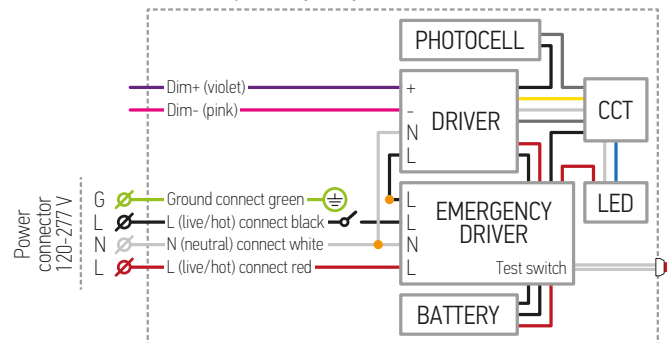 PHOTOCELL
Dim+ (violet)
Dim- (pink)
+
-
N
L
DRIVER
CCT
Power
connector
120-277 V
G
L
N
L
Ground connect green
L (live/hot) connect black
N (neutral) connect white
L (live/hot) connect red
L
L
N
L
EMERGENCY
DRIVER
Test switch
LED
BATTERY